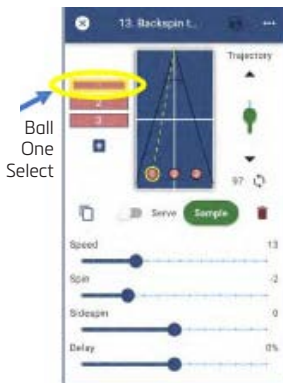 13. Backspin t...
Trajectory
2
3
Ball
One
Select
97
Serve
Sample
Speed
13
Spin
-2
Sidespin
0
Delay
0%